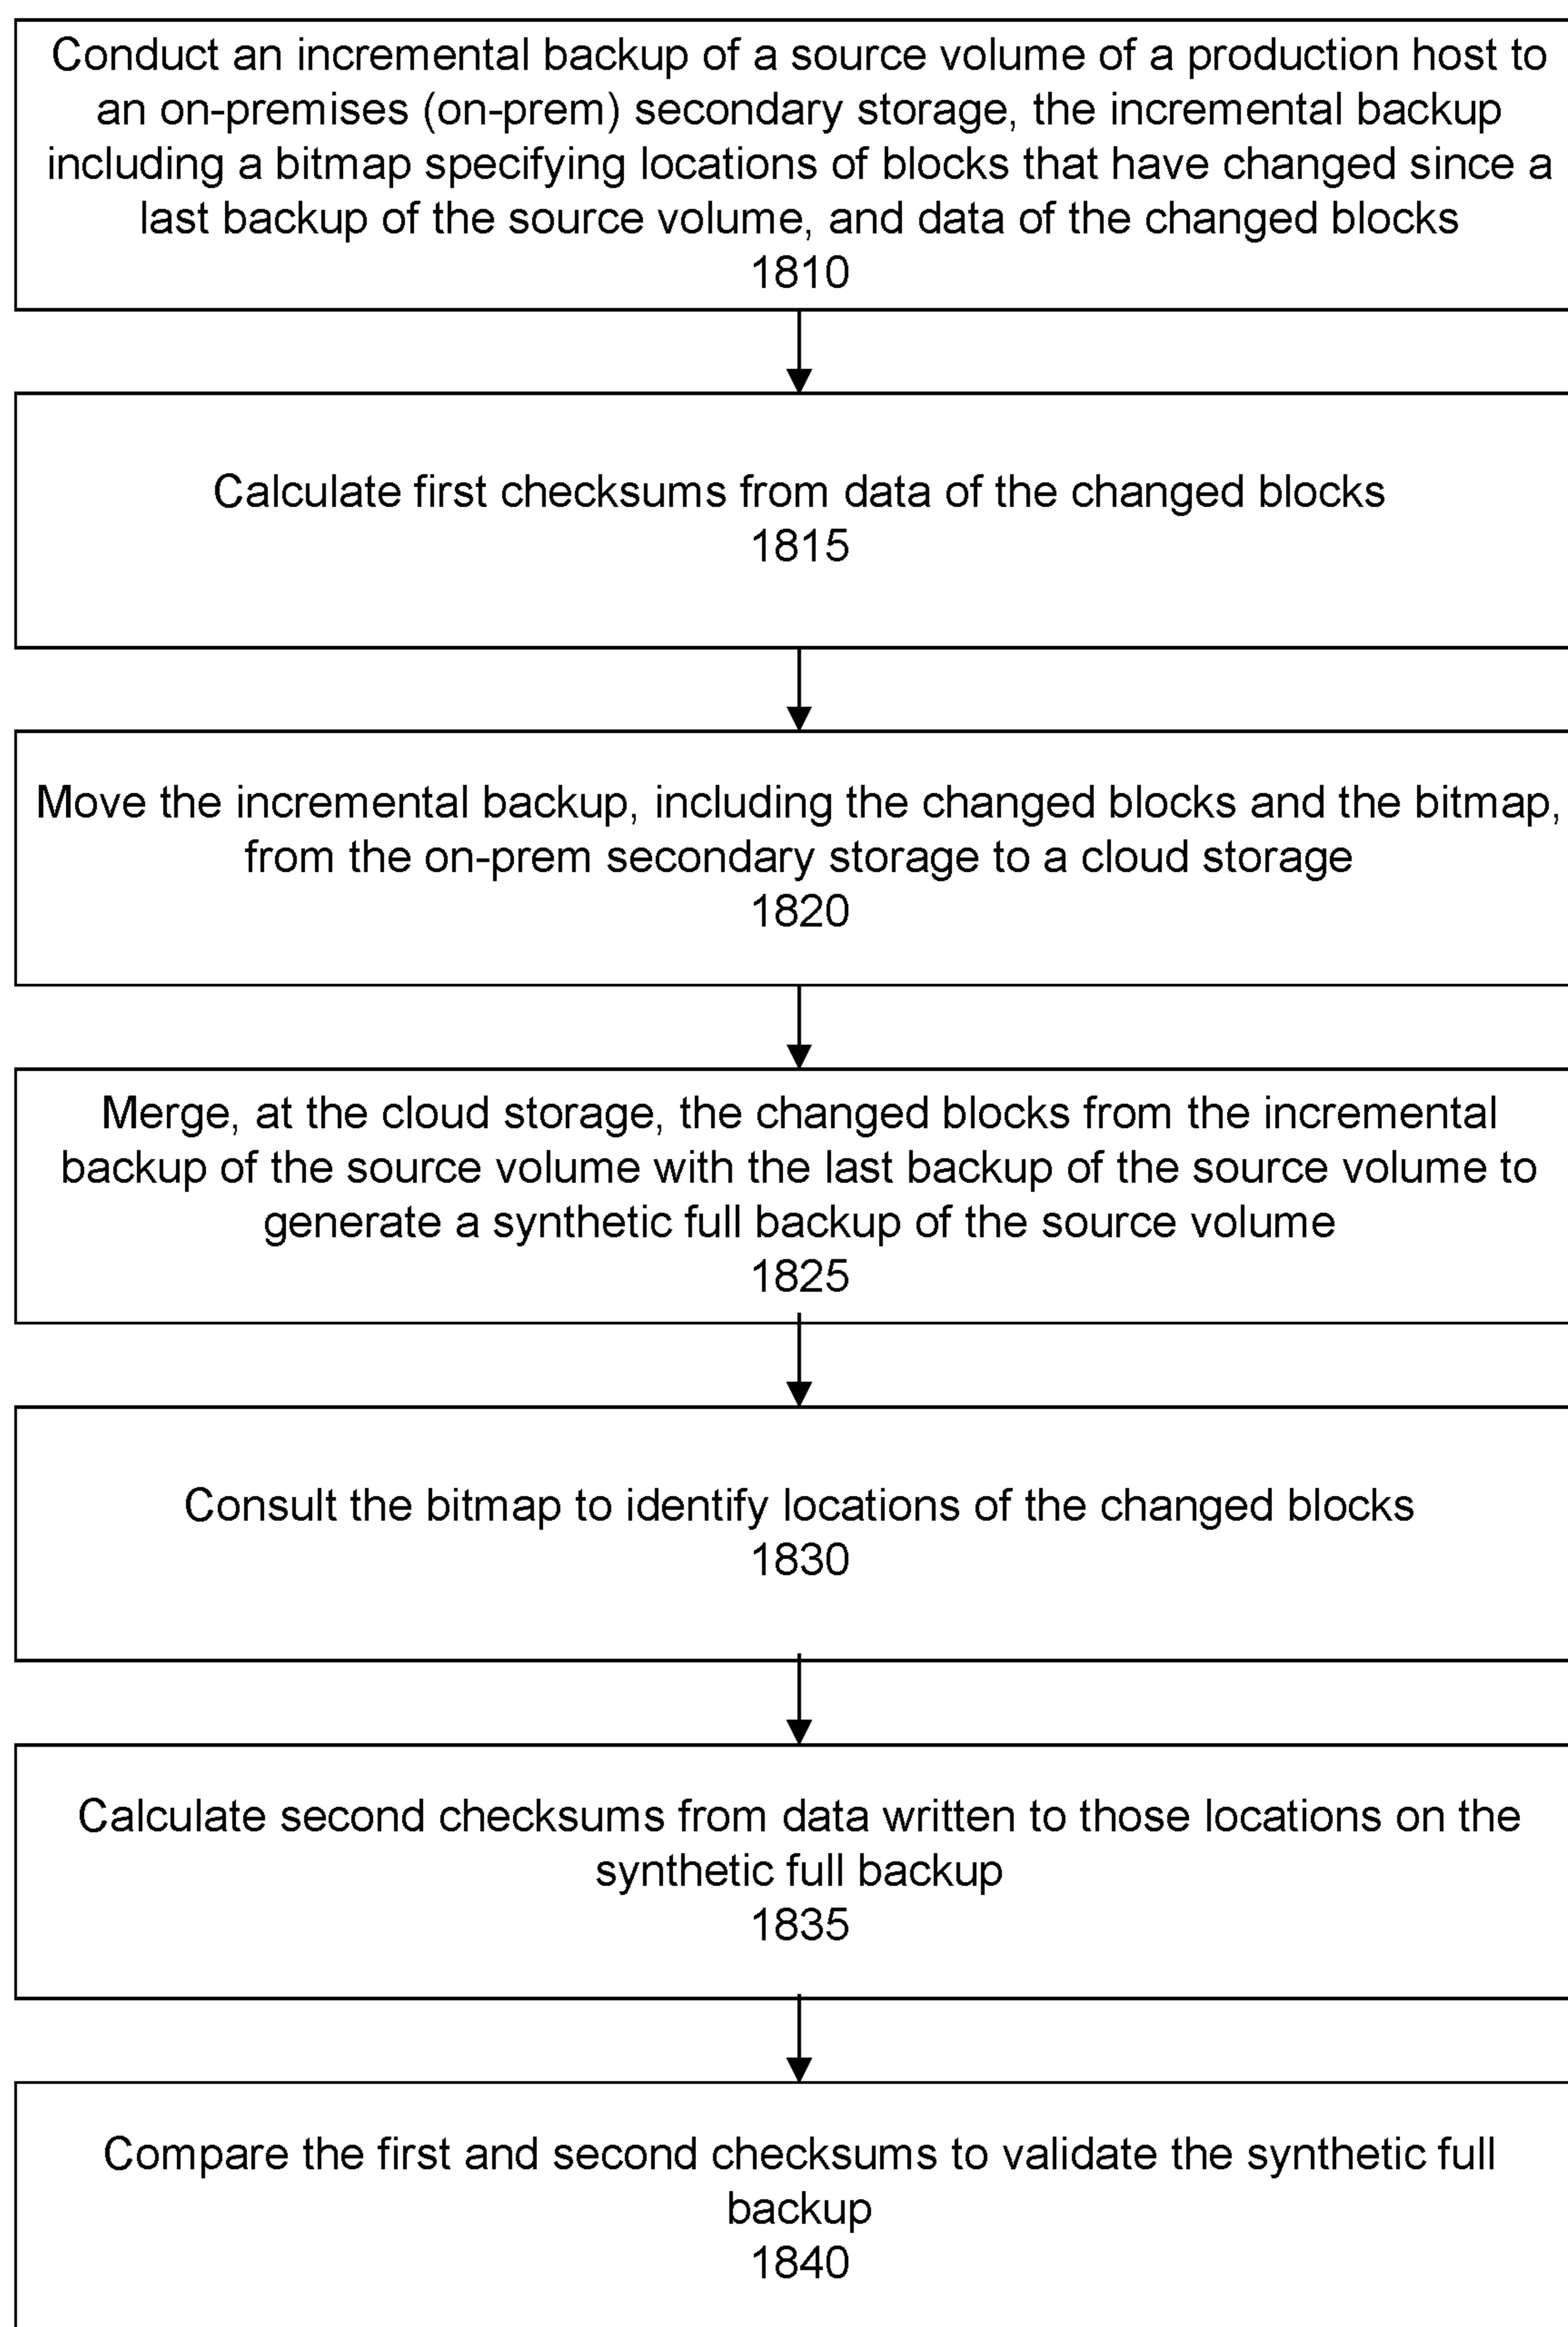 Conduct an incremental backup of a source volume of a production host to
an on-premises (on-prem) secondary storage, the incremental backup
including a bitmap specifying locations of blocks that have changed since a
last backup of the source volume, and data of the changed blocks
1810
Calculate first checksums from data of the changed blocks
1815
Move the incremental backup, including the changed blocks and the bitmap,
from the on-prem secondary storage to a cloud storage
1820
Merge, at the cloud storage, the changed blocks from the incremental
backup of the source volume with the last backup of the source volume to
generate a synthetic full backup of the source volume
1825
Consult the bitmap to identify locations of the changed blocks
1830
Calculate second checksums from data written to those locations on the
synthetic full backup
1835
Compare the first and second checksums to validate the synthetic full
backup
1840